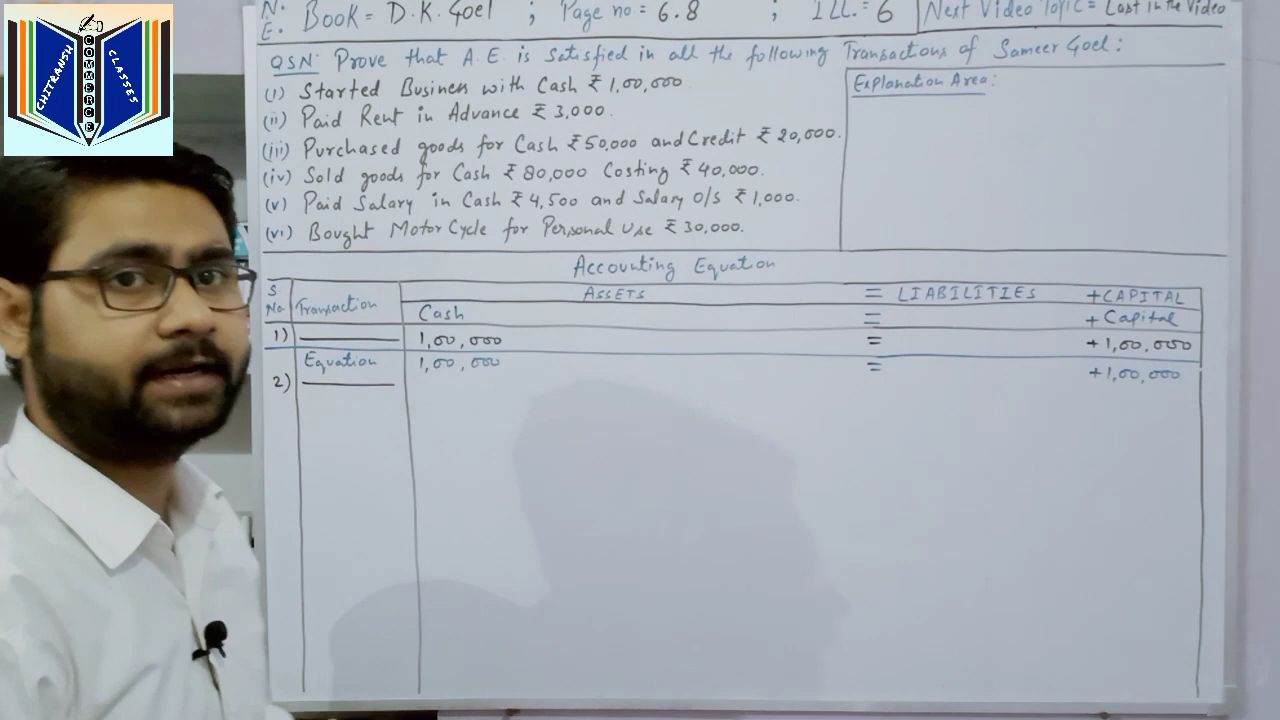 N. Book = D.K. Goel ; Page no = 6.8 ; ILL. = 6 Next Video Topic = Last in the Video
E.
CHITRANSH COMMERCE CLASSES
QSN: Prove that A.E. is satisfied in all the following Transactions of Sameer Goel :
(i) Started Business with Cash ₹ 1,00,000
(ii) Paid Rent in Advance ₹ 3,000.
(iii) Purchased goods for Cash ₹ 50,000 and Credit ₹ 20,000.
(iv) Sold goods for Cash ₹ 80,000 Costing ₹ 40,000.
(v) Paid Salary in Cash ₹ 4,500 and Salary O/S ₹ 1,000.
(vi) Bought Motor Cycle for Personal Use ₹ 30,000.
Explanation Area:
Accounting Equation
S No. Transaction ASSETS = LIABILITIES + CAPITAL
Cash = + Capital
1) 1,00,000 = + 1,00,000
Equation 1,00,000 = + 1,00,000
2)